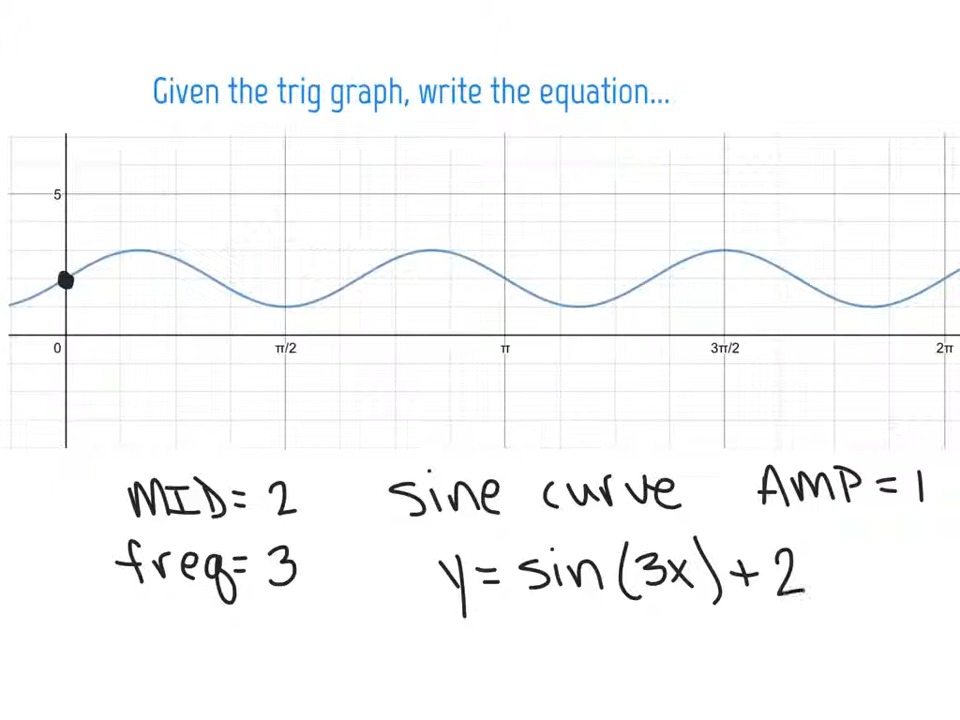 Given the trig graph, write the equation...
5
0 π/2 π 3π/2 2π
MID= 2 sine curve AMP = 1
freq= 3 y= sin(3x)+2